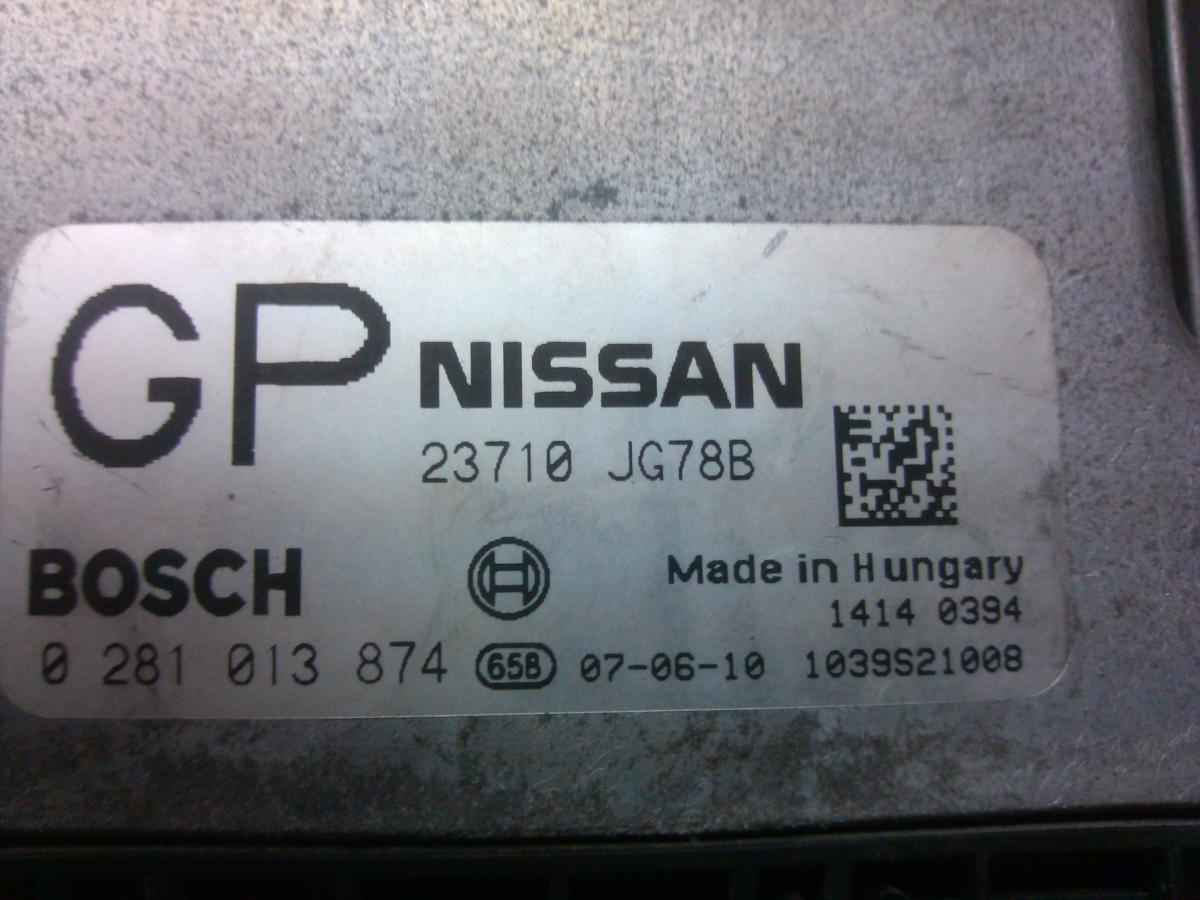 GP NISSAN
23710 JG78B
BOSCH Made in Hungary
1414 0394
0 281 013 874 65B 07-06-10 1039S21008